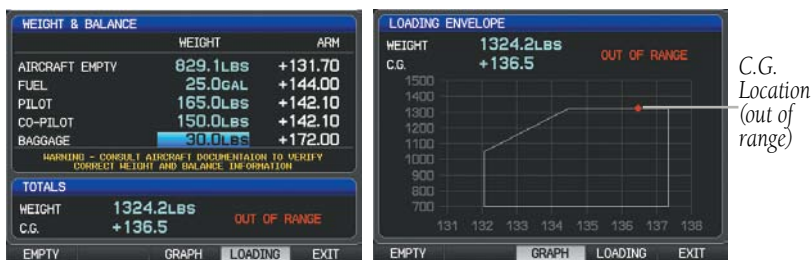 WEIGHT & BALANCE
WEIGHT ARM
AIRCRAFT EMPTY 829.1LBS +131.70
FUEL 25.0GAL +144.00
PILOT 165.0LBS +142.10
CO-PILOT 150.0LBS +142.10
BAGGAGE 30.0LBS +172.00
WARNING - CONSULT AIRCRAFT DOCUMENTAION TO VERIFY
CORRECT WEIGHT AND BALANCE INFORMATION
TOTALS
WEIGHT 1324.2LBS
C.G. +136.5
OUT OF RANGE
EMPTY GRAPH LOADING EXIT
LOADING ENVELOPE
WEIGHT 1324.2LBS
C.G. +136.5
OUT OF RANGE
1500
1400
1300
1200
1100
1000
900
800
700
131 132 133 134 135 136 137 138
EMPTY GRAPH LOADING EXIT
C.G.
Location
(out of
range)